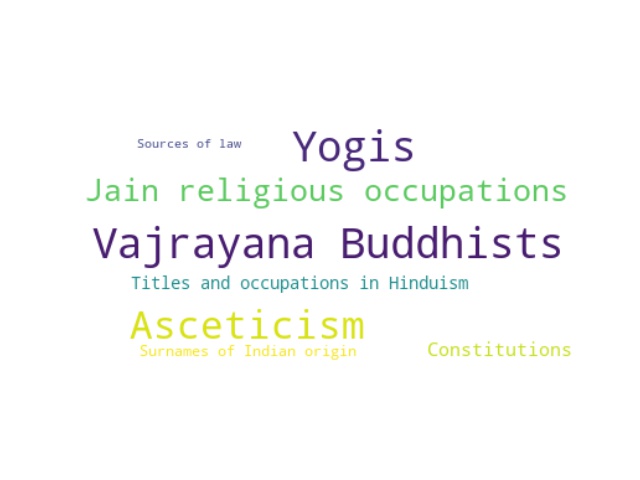 Sources of law
Yogis
Jain religious occupations
Vajrayana Buddhists
Titles and occupations in Hinduism
Asceticism
Surnames of Indian origin
Constitutions